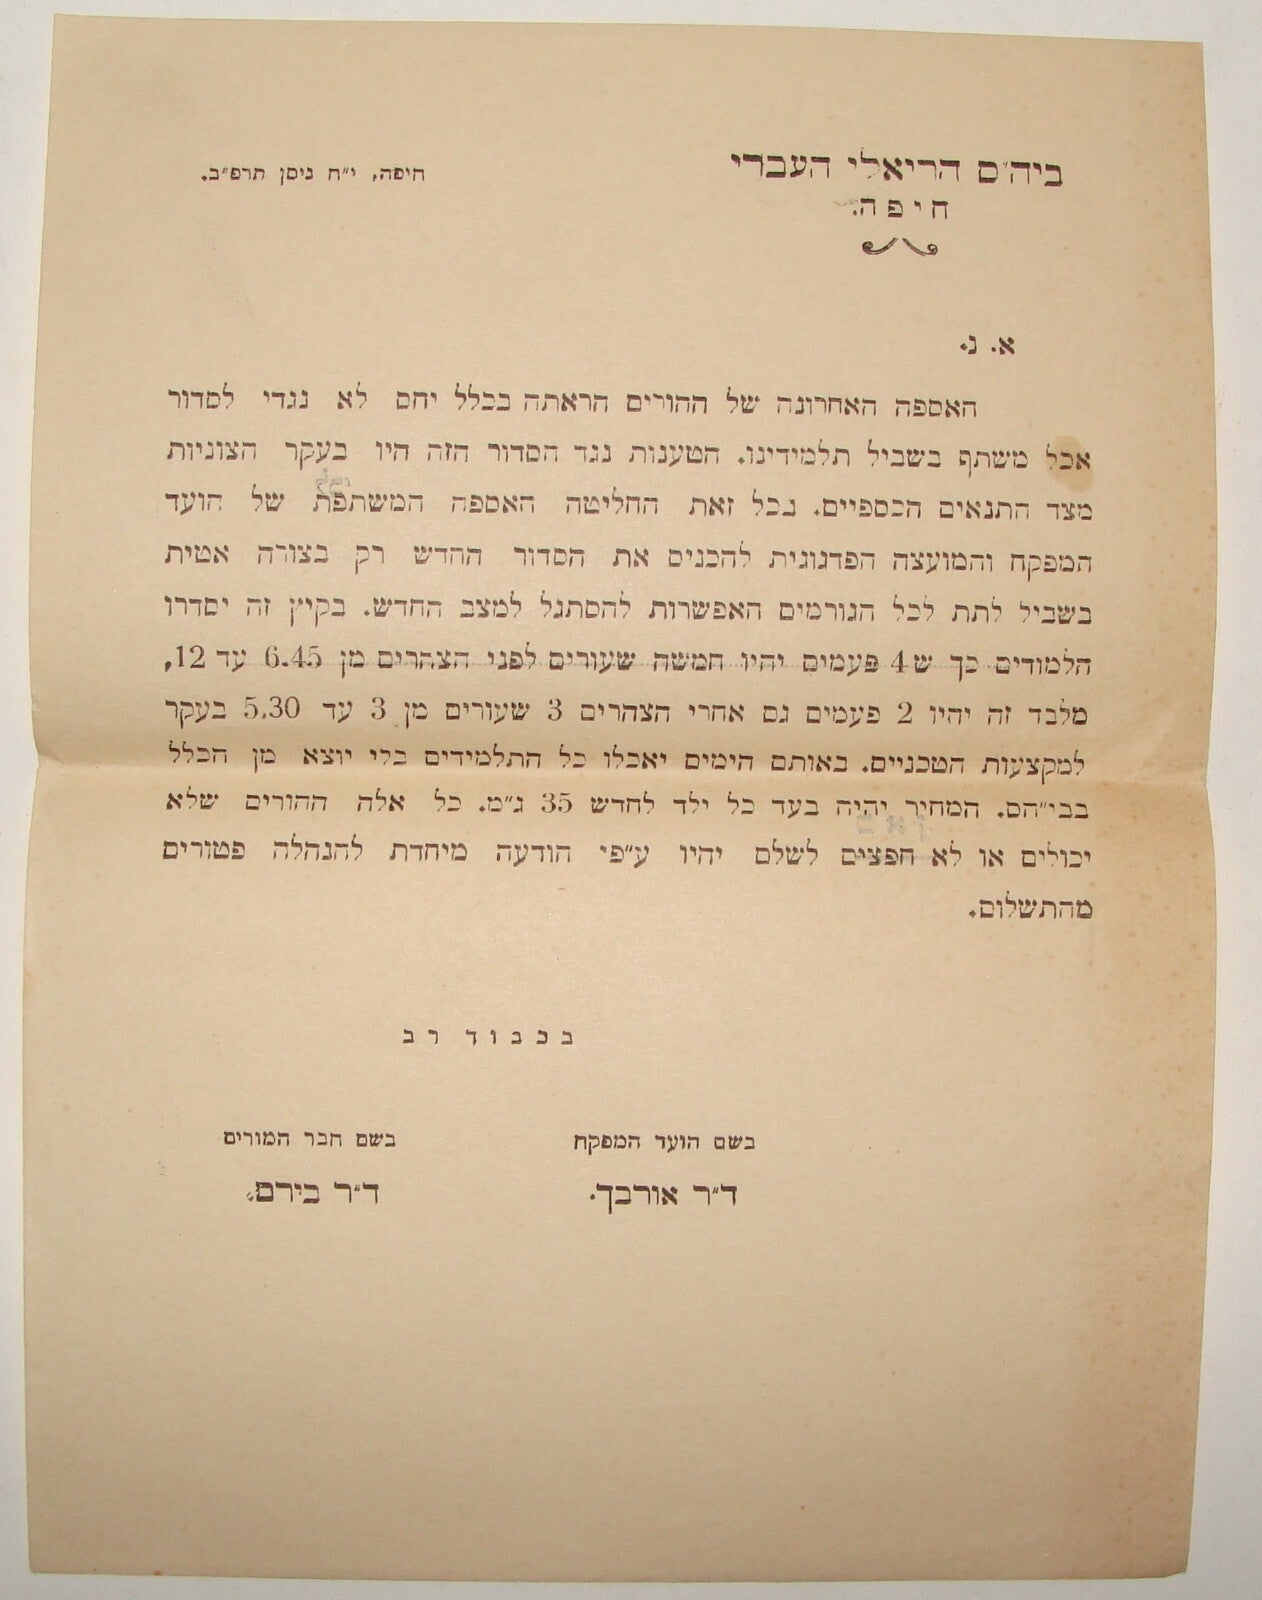 ביה"ס הריאלי העברי
חיפה.
חיפה, י"ח ניסן תרפ"ב.
א. נ.
האספה האחרונה של ההורים הראתה בכלל יחס לא נגדי לסדור
אכל משתף בשביל תלמידינו. הטענות נגד הסדור הזה היו בעקר הצוניות
מצד התנאים הכספיים. בכל זאת החליטה האספה המשתפת של הועד
המפקח והמועצה הפדגוגית להכניס את הסדור החדש רק בצורה אטית
בשביל לתת לכל הגורמים האפשרות להסתגל למצב החדש. בקיץ זה יסדרו
הלמודים כך ש4 פעמים יהיו חמשה שעורים לפני הצהרים מן 6.45 עד 12,
מלבד זה יהיו 2 פעמים גם אחרי הצהרים 3 שעורים מן 3 עד 5.30 בעקר
למקצעות הטכניים. באותם הימים יאכלו כל התלמידים בלי יוצא מן הכלל
בבי"הס. המחיר יהיה בעד כל ילד לחדש 35 ג"מ. כל אלה ההורים שלא
יכולים או לא חפצים לשלם יהיו ע"פי הודעה מיחדת להנהלה פטורים
מהתשלום.
בכבוד רב
בשם הועד המפקח
ד"ר אורבך.
בשם חבר המורים
ד"ר בירם.